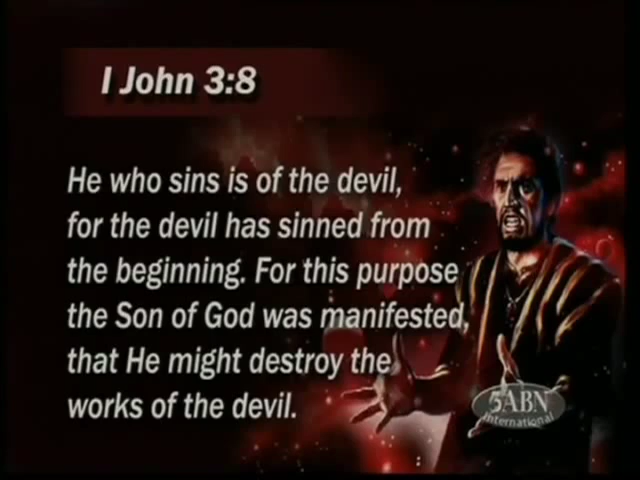 I John 3:8
He who sins is of the devil,
for the devil has sinned from
the beginning. For this purpose
the Son of God was manifested,
that He might destroy the
works of the devil.
5ABN
International